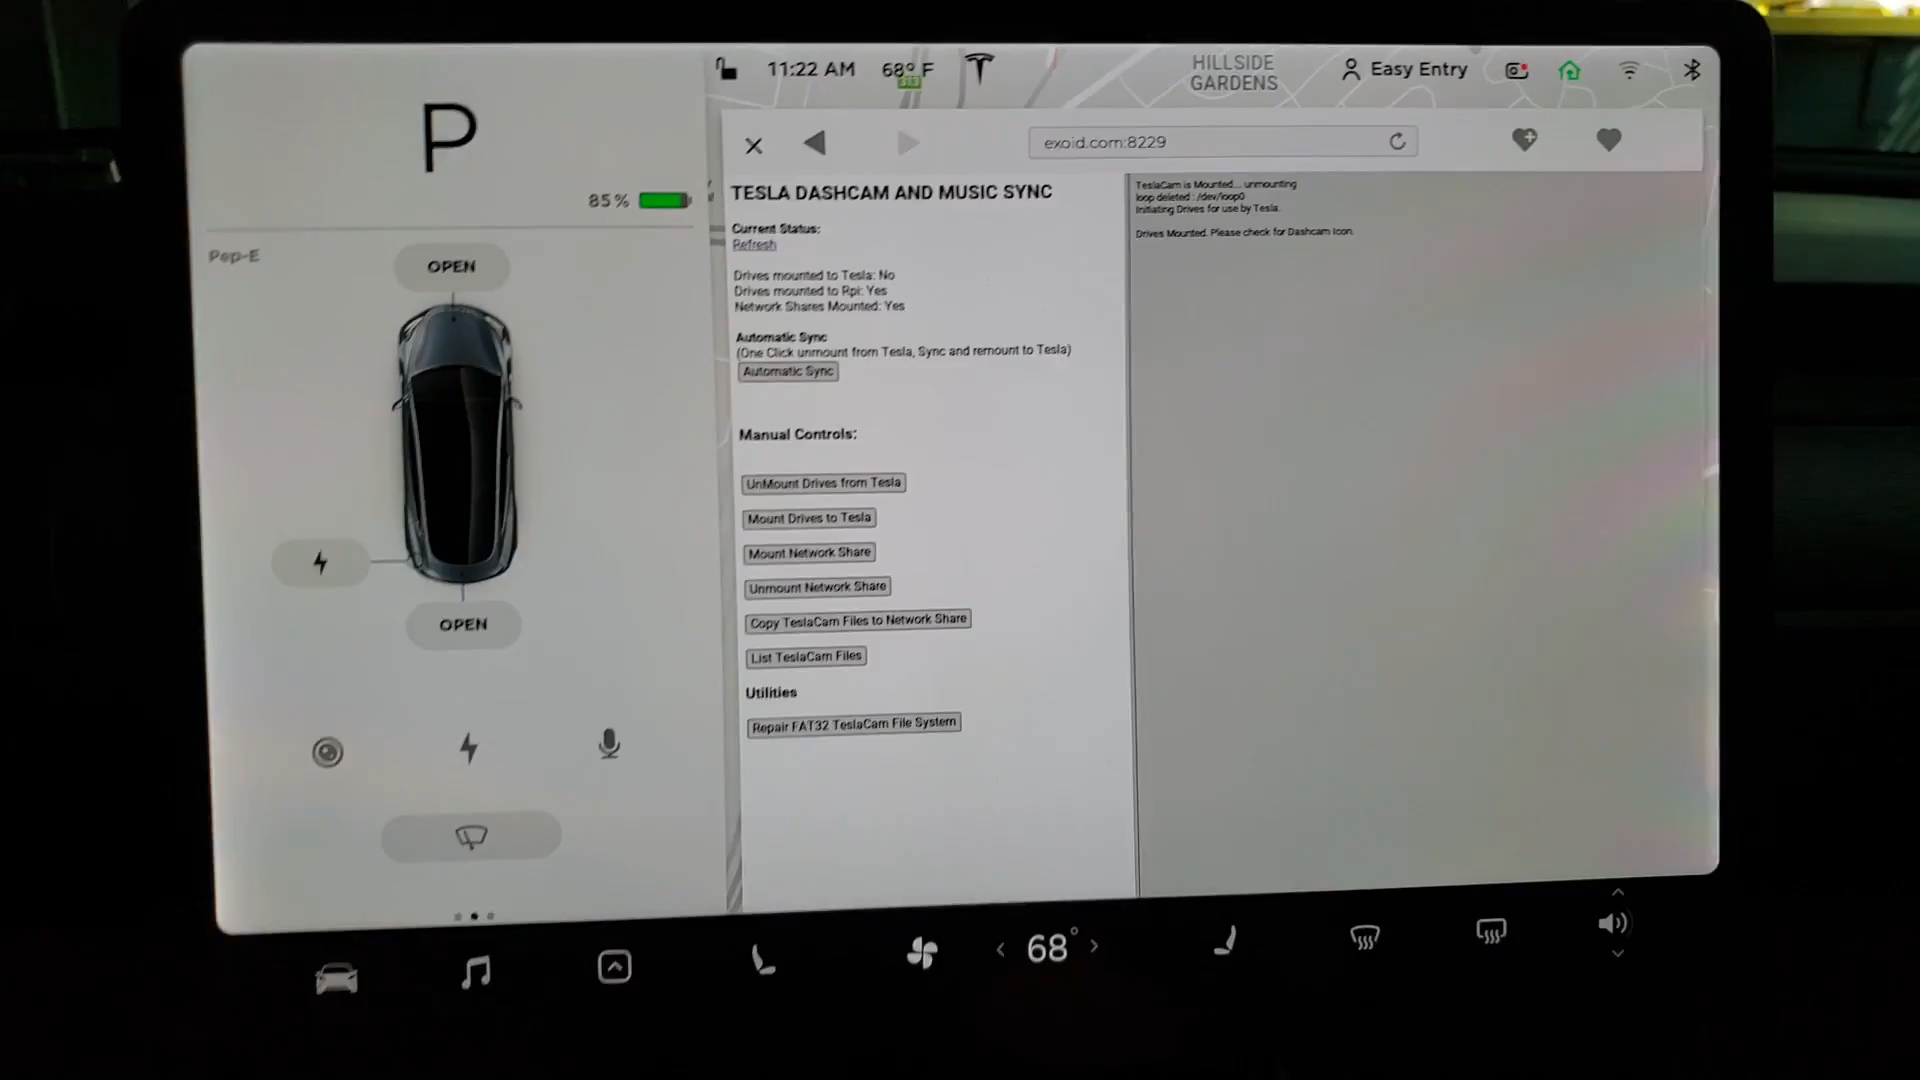 P
85%
Pep-E
OPEN
OPEN
11:22 AM
68° F
HILLSIDE
GARDENS
Easy Entry
exoid.com:8229
TESLA DASHCAM AND MUSIC SYNC
Current Status:
Refresh
Drives mounted to Tesla: No
Drives mounted to Rpi: Yes
Network Shares Mounted: Yes
Automatic Sync
(One Click unmount from Tesla, Sync and remount to Tesla)
Automatic Sync
Manual Controls:
UnMount Drives from Tesla
Mount Drives to Tesla
Mount Network Share
Unmount Network Share
Copy TeslaCam Files to Network Share
List TeslaCam Files
Utilities
Repair FAT32 TeslaCam File System
TeslaCam is Mounted... unmounting
loop deleted : /dev/loop0
Initiating Drives for use by Tesla.
Drives Mounted. Please check for Dashcam Icon.
68°